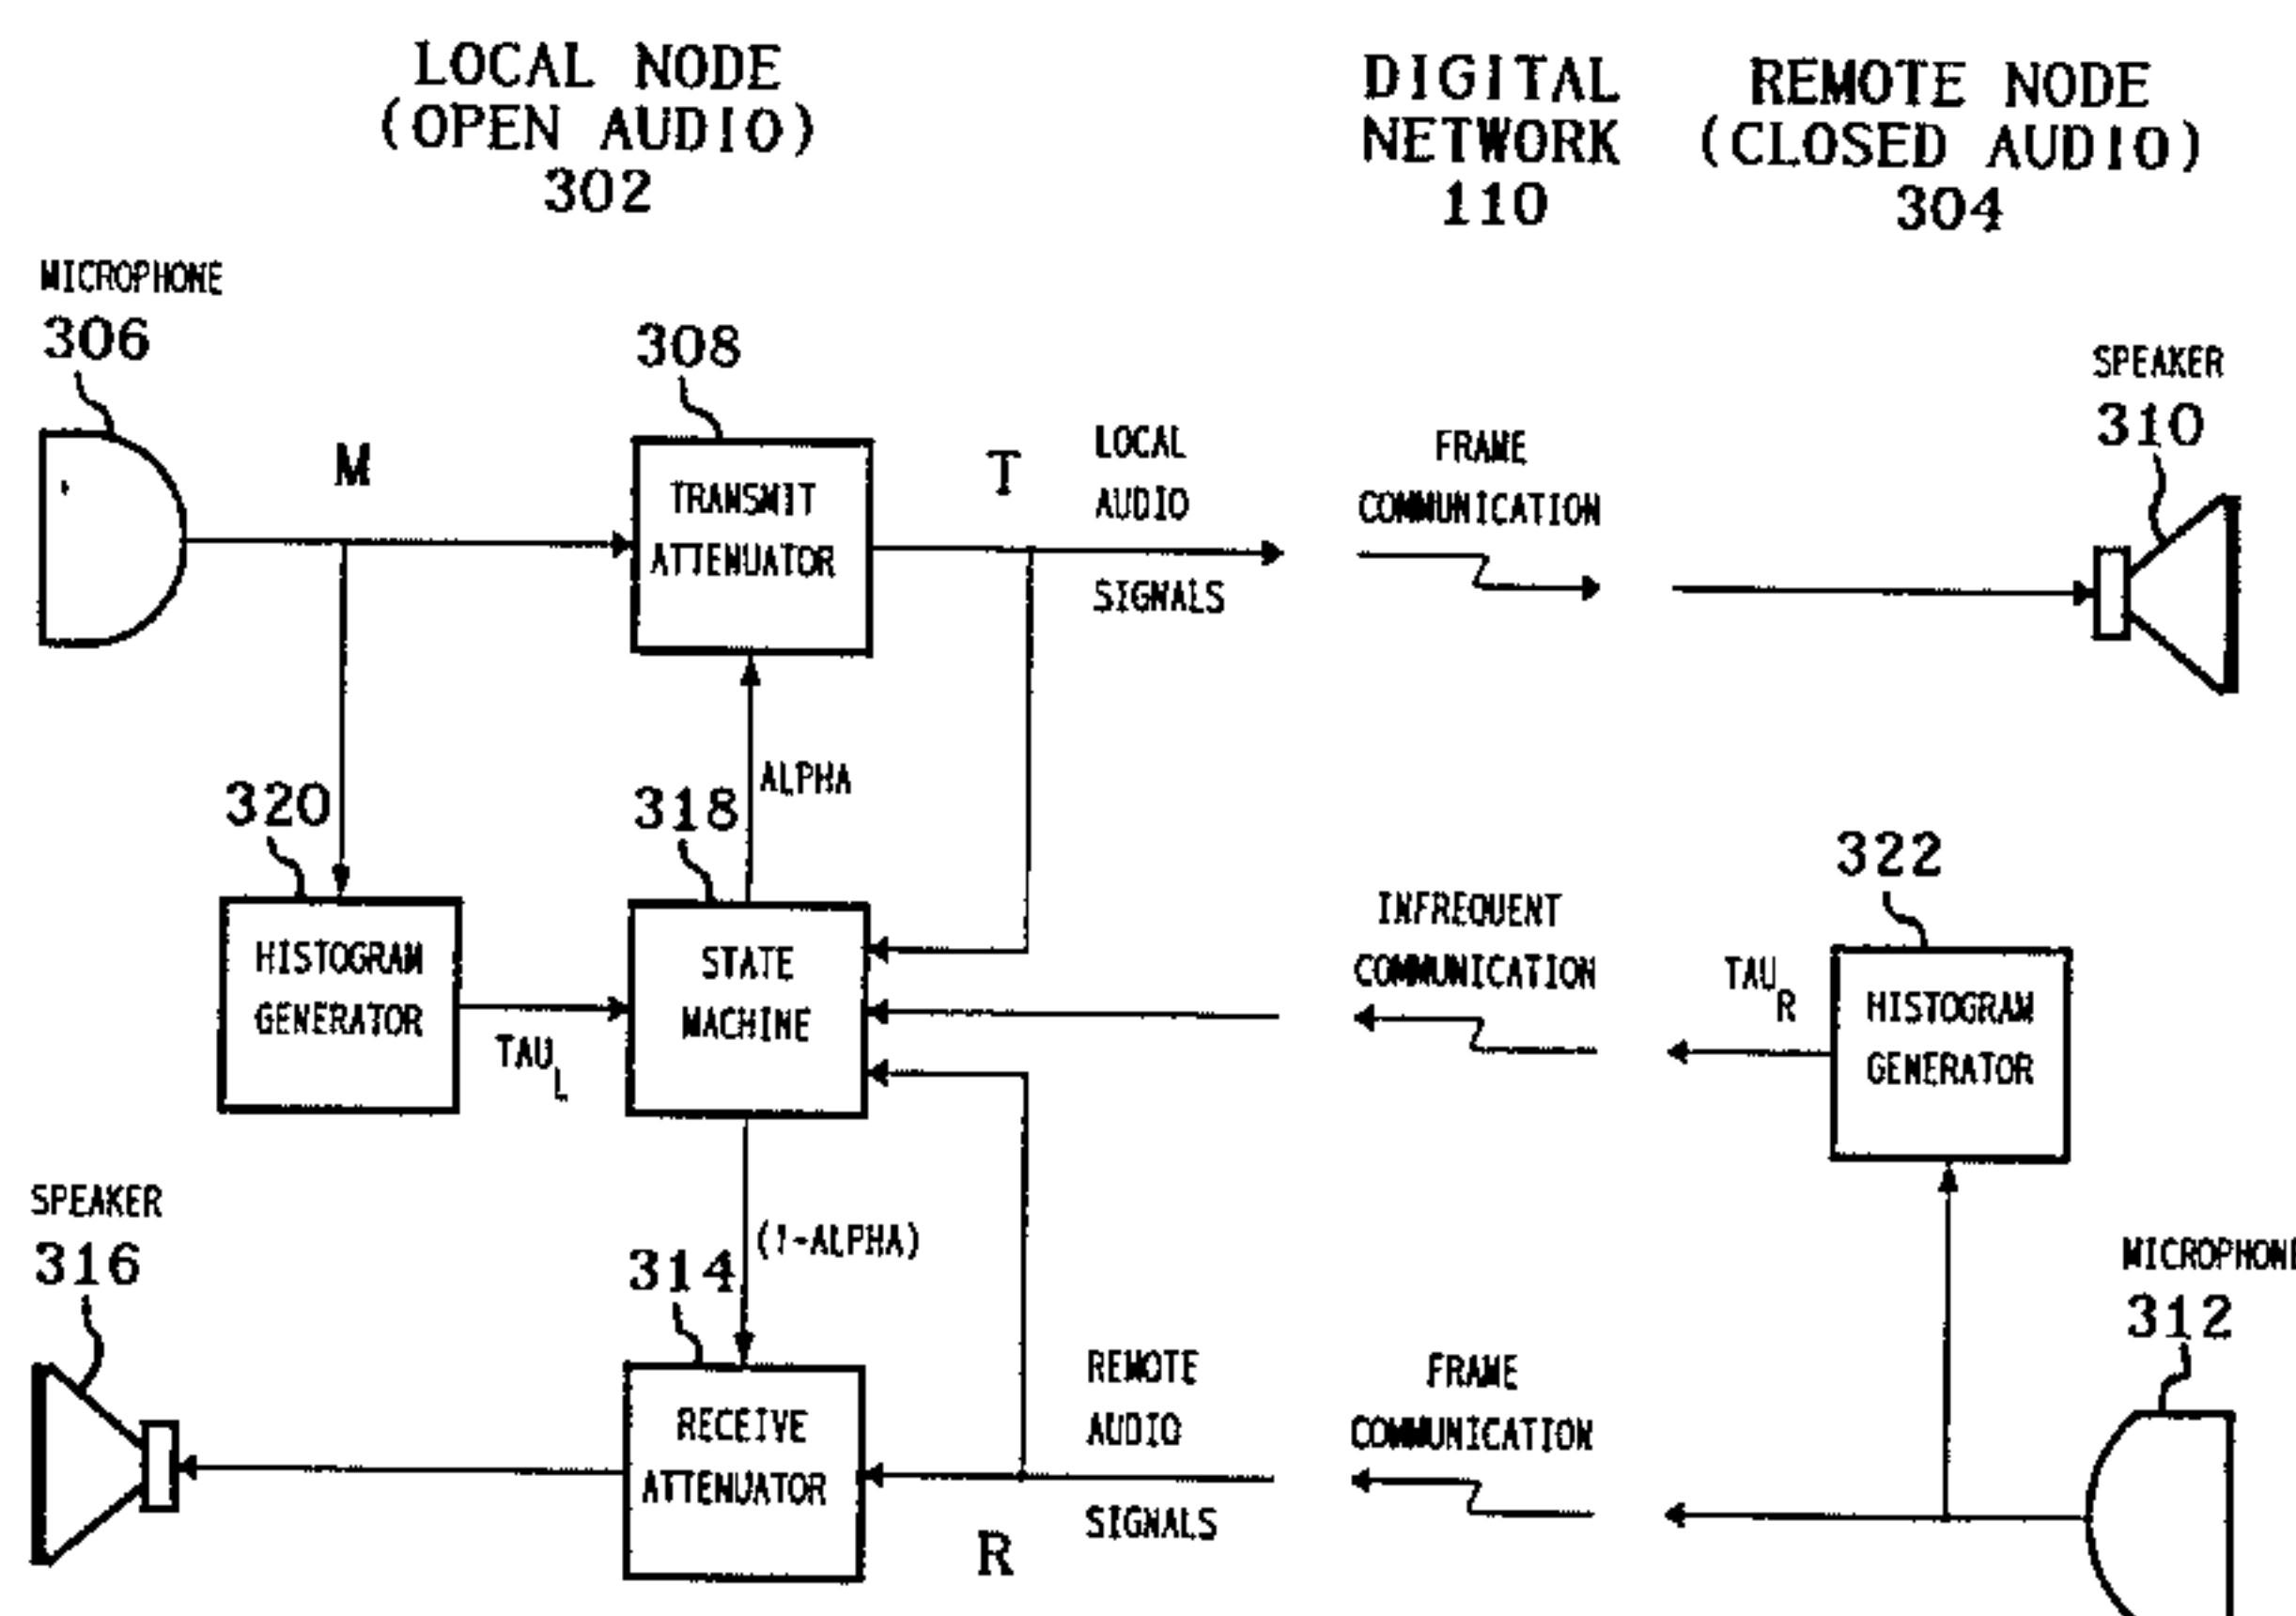 LOCAL NODE
(OPEN AUDIO)
302
DIGITAL
NETWORK
110
REMOTE NODE
(CLOSED AUDIO)
304
MICROPHONE
306
308
SPEAKER
310
M
TRANSMIT
ATTENUATOR
T
LOCAL
AUDIO
SIGNALS
FRAME
COMMUNICATION
ALPHA
320
318
322
HISTOGRAM
GENERATOR
TAU L
STATE
MACHINE
INFREQUENT
COMMUNICATION
TAU R
HISTOGRAM
GENERATOR
SPEAKER
316
314
(1-ALPHA)
MICROPHONE
312
RECEIVE
ATTENUATOR
R
REMOTE
AUDIO
SIGNALS
FRAME
COMMUNICATION